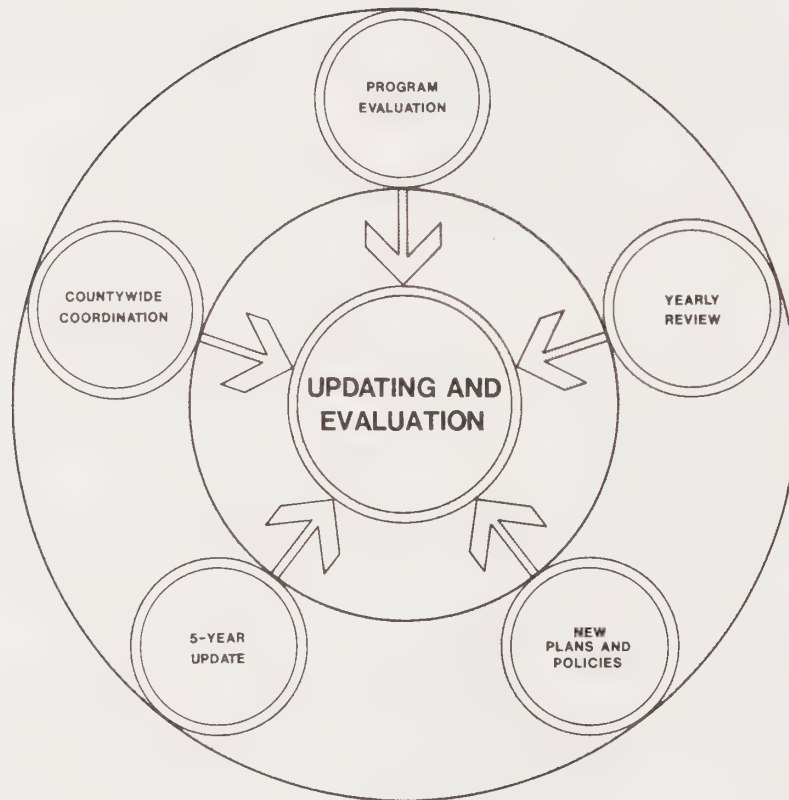 PROGRAM
EVALUATION
COUNTYWIDE
COORDINATION
YEARLY
REVIEW
UPDATING AND
EVALUATION
5-YEAR
UPDATE
NEW
PLANS AND
POLICIES